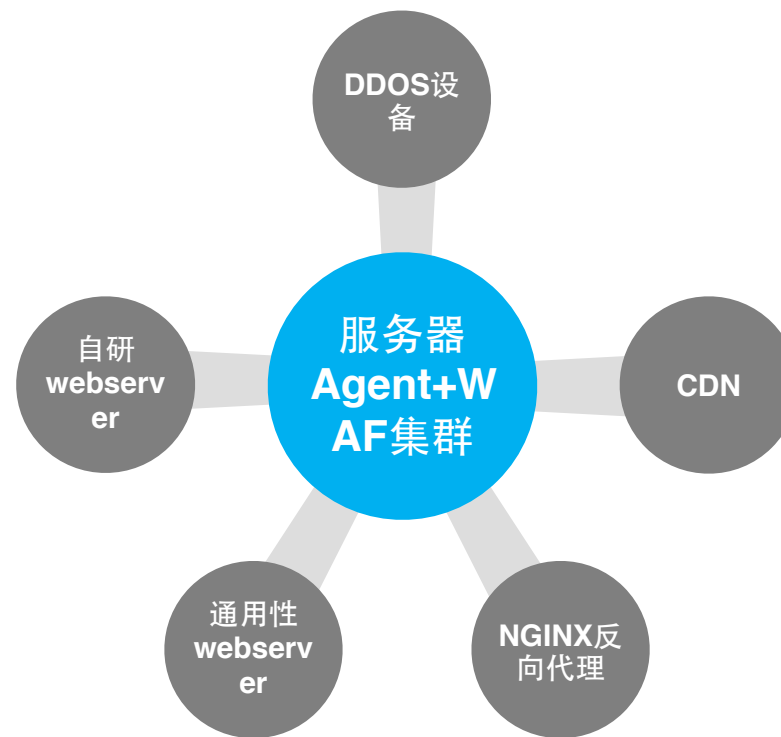 DDOS设
备
自研
webserv
er
服务器
Agent+W
AF集群
CDN
通用性
webserv
er
NGINX反
向代理